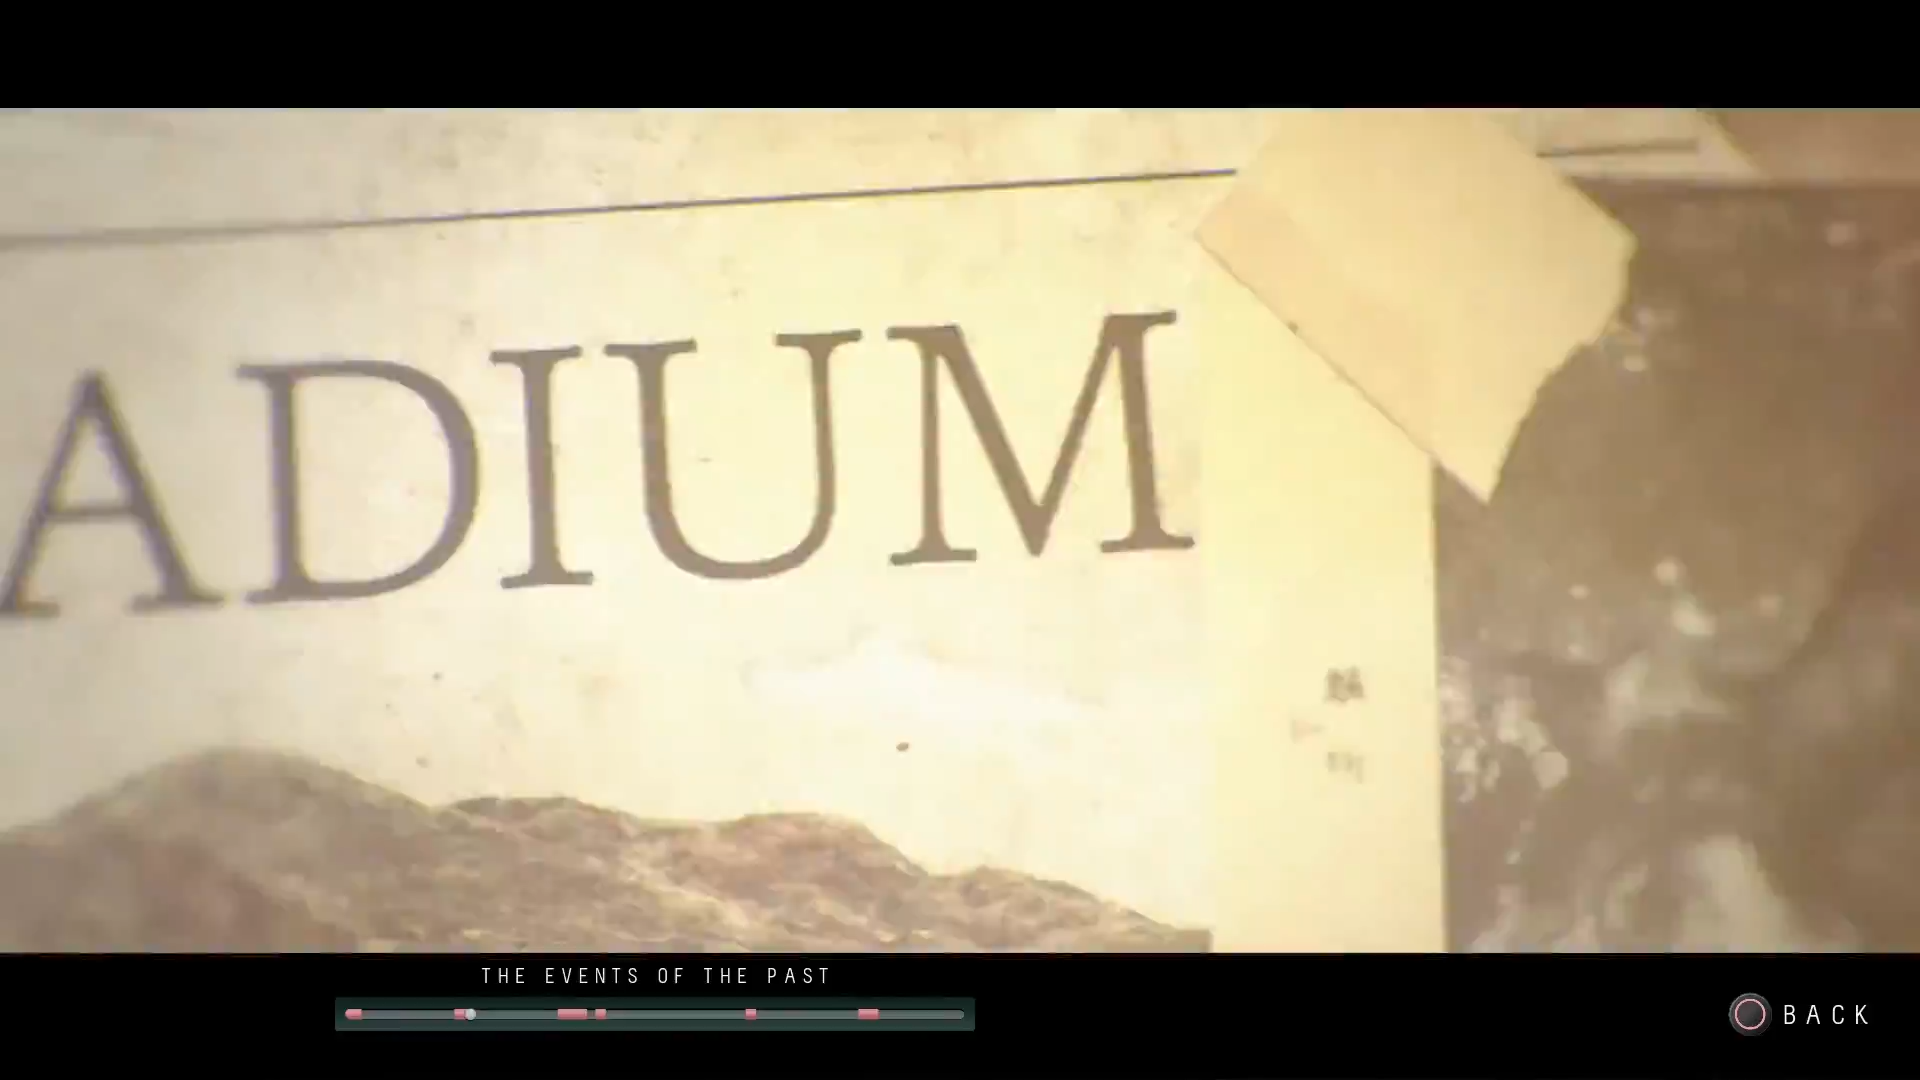 ADIUM
THE EVENTS OF THE PAST
BACK